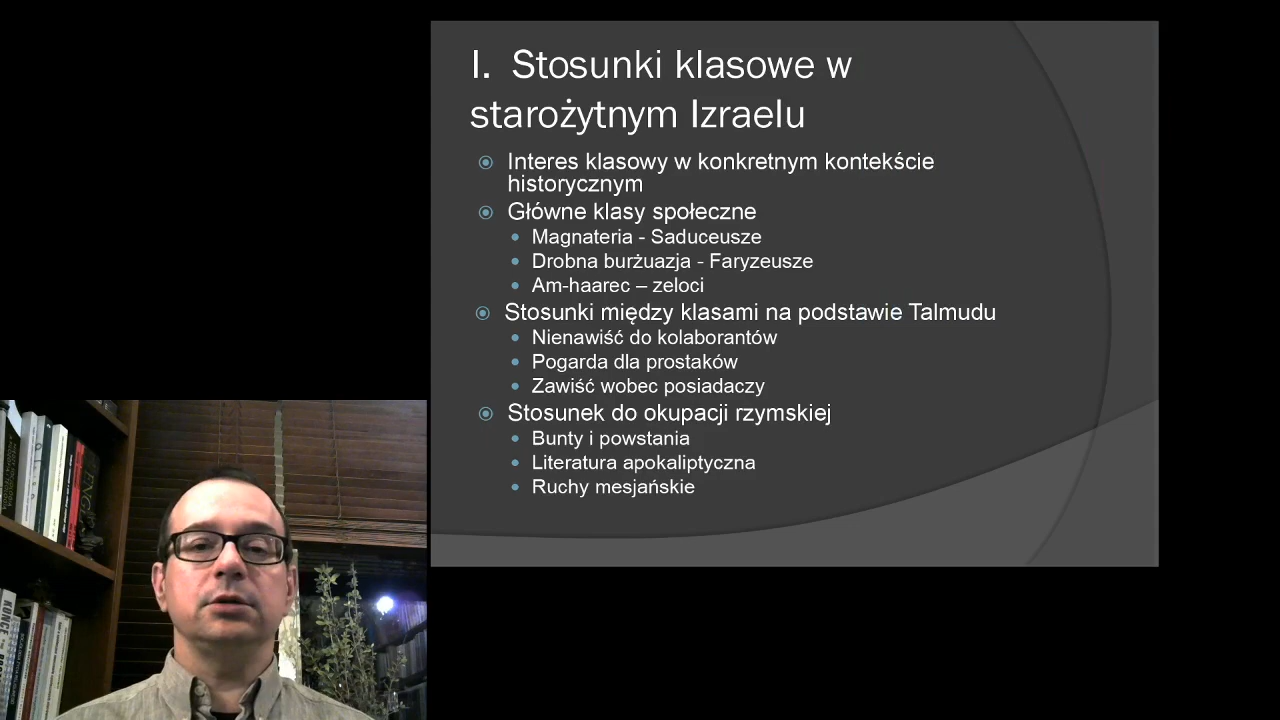 I. Stosunki klasowe w
starożytnym Izraelu
Interes klasowy w konkretnym kontekście
historycznym
Główne klasy społeczne
Magnateria - Saduceusze
Drobna burżuazja - Faryzeusze
Am-haarec – zeloci
Stosunki między klasami na podstawie Talmudu
Nienawiść do kolaborantów
Pogarda dla prostaków
Zawiść wobec posiadaczy
Stosunek do okupacji rzymskiej
Bunty i powstania
Literatura apokaliptyczna
Ruchy mesjańskie